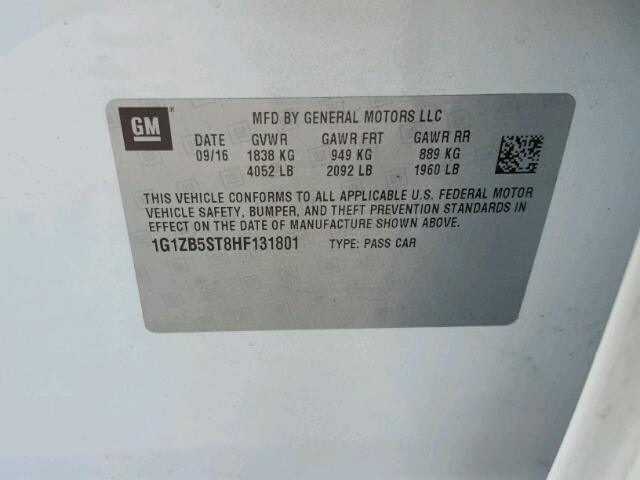 GM MFD BY GENERAL MOTORS LLC
DATE GVWR GAWR FRT GAWR RR
09/16 1838 KG 949 KG 889 KG
4052 LB 2092 LB 1960 LB
THIS VEHICLE CONFORMS TO ALL APPLICABLE U.S. FEDERAL MOTOR
VEHICLE SAFETY, BUMPER, AND THEFT PREVENTION STANDARDS IN
EFFECT ON THE DATE OF MANUFACTURE SHOWN ABOVE.
1G1ZB5ST8HF131801 TYPE: PASS CAR